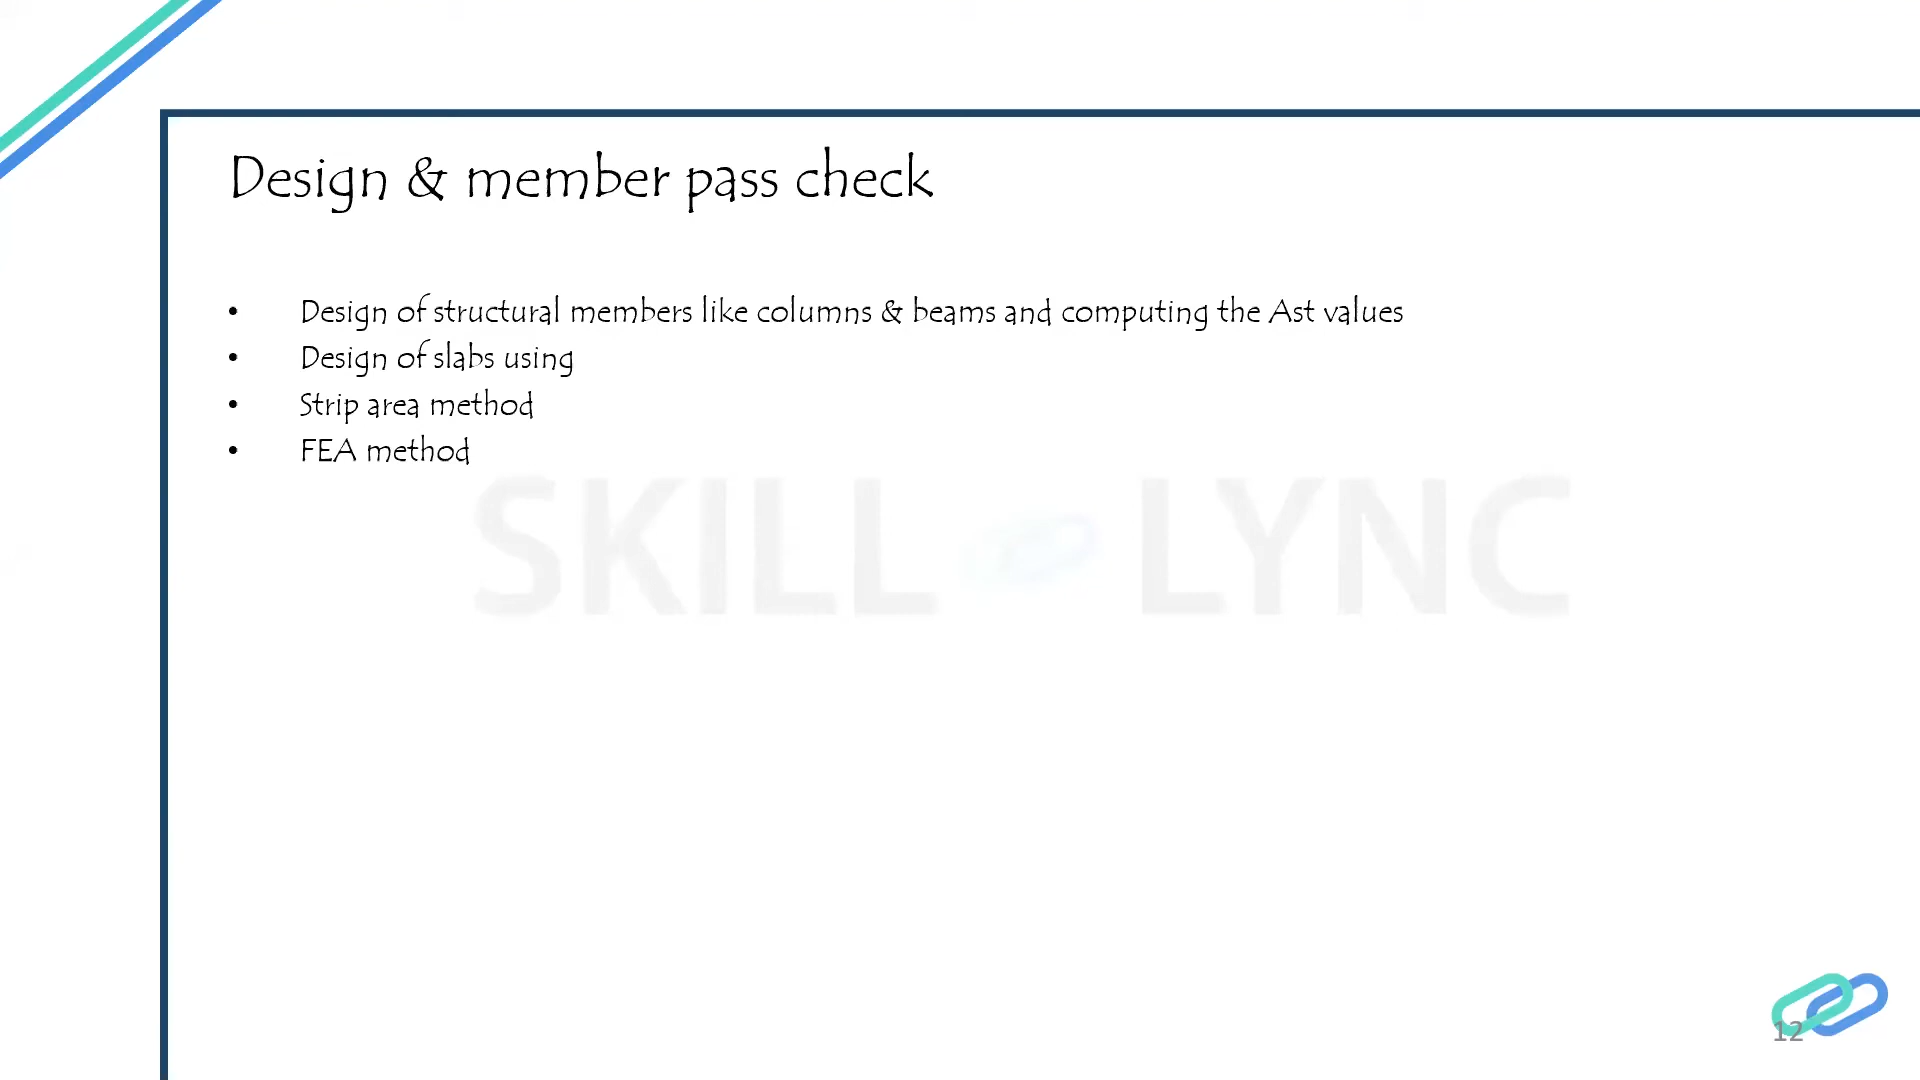 Design & member pass check
• Design of structural members like columns & beams and computing the Ast values
• Design of slabs using
• Strip area method
• FEA method
SKILL LYNC
12